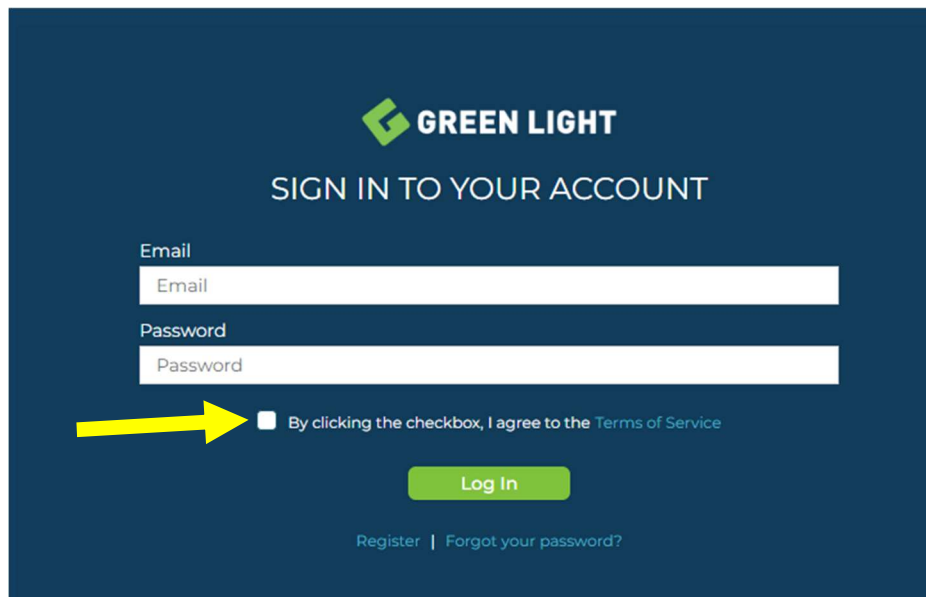 GREEN LIGHT
SIGN IN TO YOUR ACCOUNT
Email
Email
Password
Password
By clicking the checkbox, I agree to the Terms of Service
Log In
Register | Forgot your password?